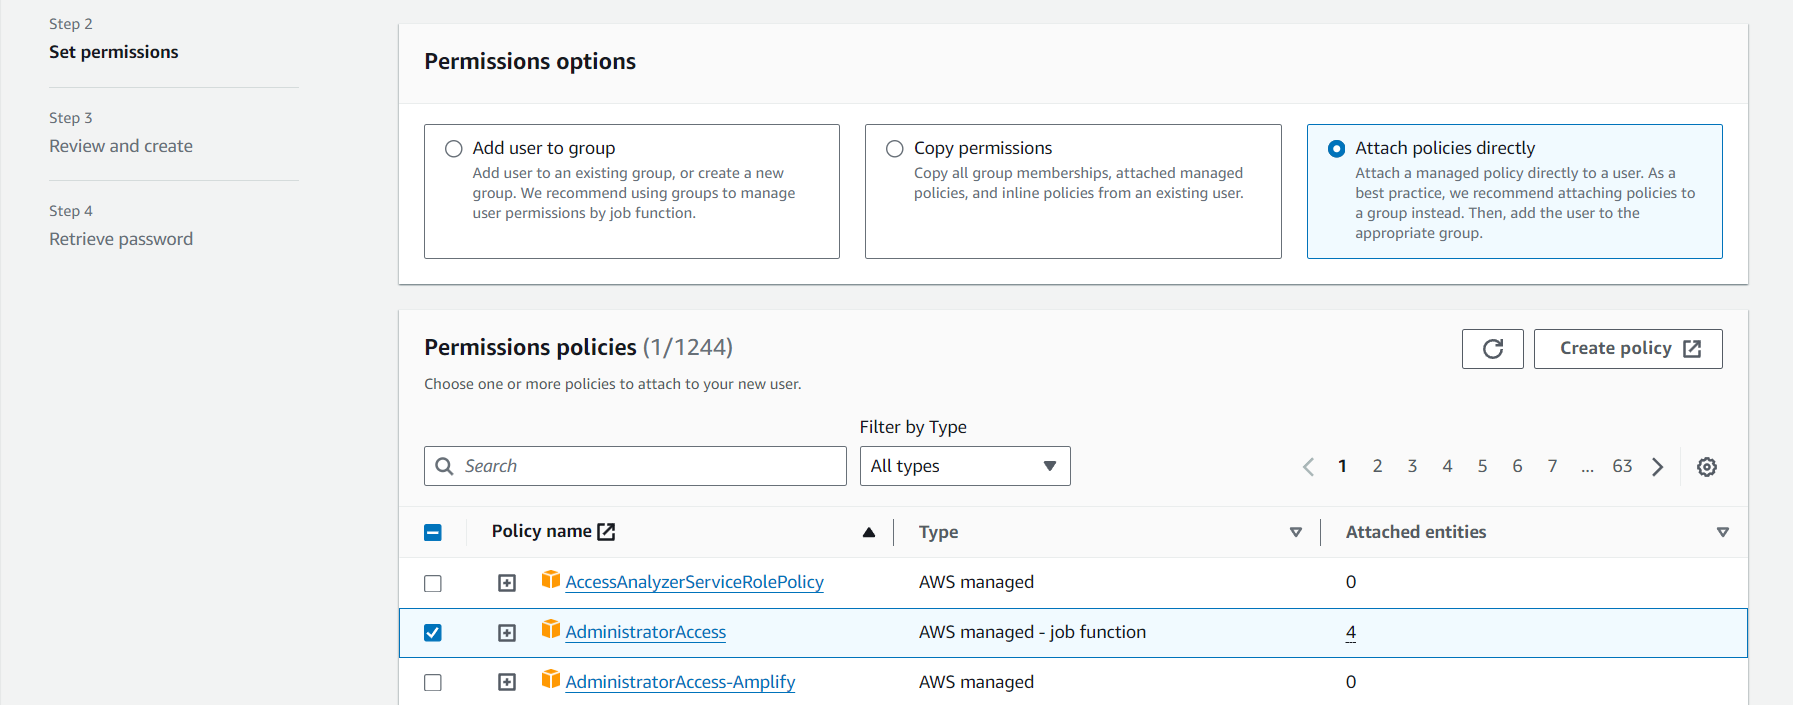 Step 2
Set permissions
Step 3
Review and create
Step 4
Retrieve password
Permissions options
Add user to group
Add user to an existing group, or create a new
group. We recommend using groups to manage
user permissions by job function.
Copy permissions
Copy all group memberships, attached managed
policies, and inline policies from an existing user.
Attach policies directly
Attach a managed policy directly to a user. As a
best practice, we recommend attaching policies to
a group instead. Then, add the user to the
appropriate group.
Permissions policies (1/1244)
Create policy
Choose one or more policies to attach to your new user.
Filter by Type
Search
All types
1 2 3 4 5 6 7 ... 63
Policy name Type Attached entities
AccessAnalyzerServiceRolePolicy AWS managed 0
AdministratorAccess AWS managed - job function 4
AdministratorAccess-Amplify AWS managed 0